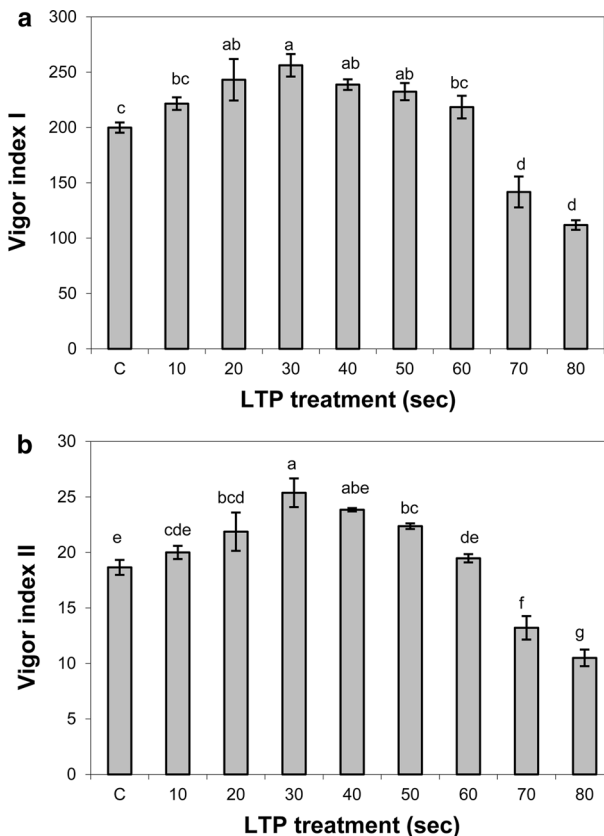 a
300
250
200
150
100
50
0
Vigor index I
c bc ab a ab ab bc d d
C 10 20 30 40 50 60 70 80
LTP treatment (sec)
b
30
25
20
15
10
5
0
Vigor index II
e cde bcd a abe bc de f g
C 10 20 30 40 50 60 70 80
LTP treatment (sec)